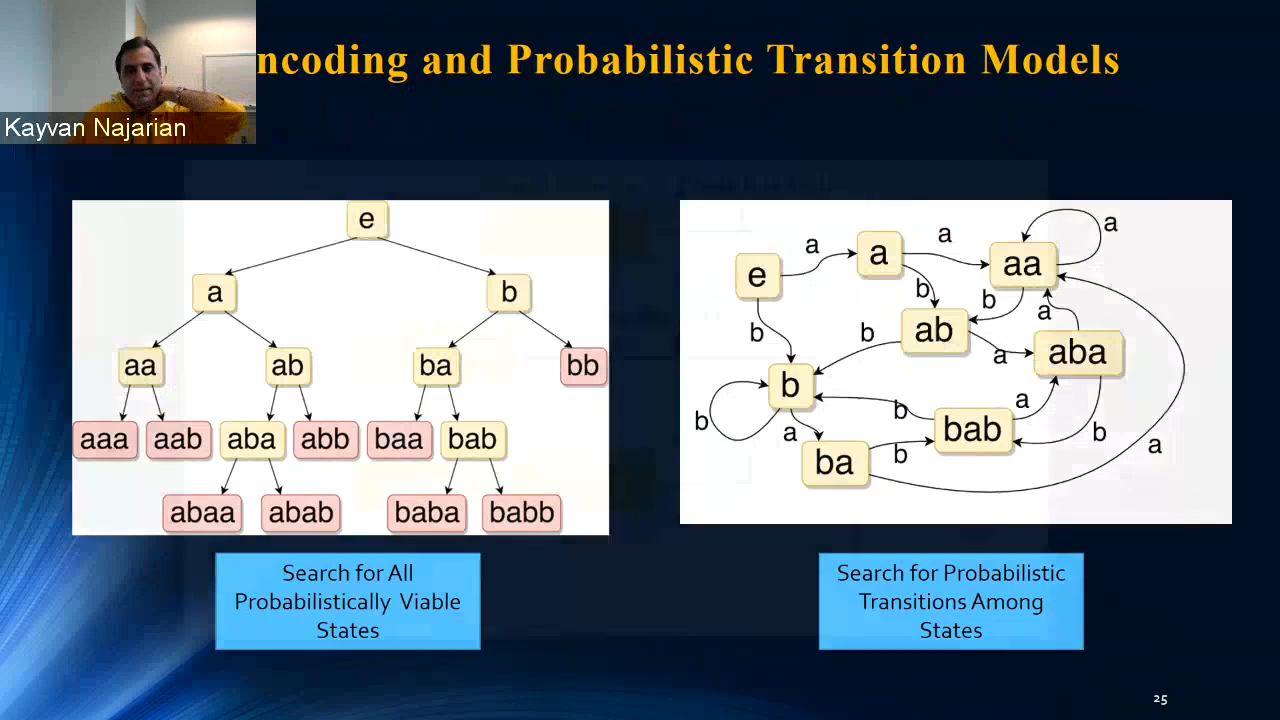 ncoding and Probabilistic Transition Models
Kayvan Najarian
e
a b
aa ab ba bb
aaa aab aba abb baa bab
abaa abab baba babb
Search for All
Probabilistically Viable
States
a a a
e a aa
b b b a
ab
b a aba
b
b
b a
b
a bab b
ba b a
Search for Probabilistic
Transitions Among
States
25